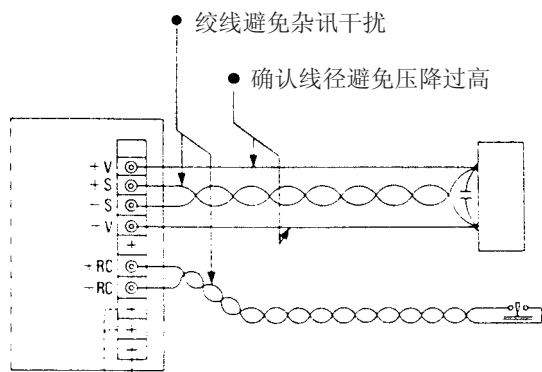 ● 绞线避免杂讯干扰
● 确认线径避免压降过高
+V
+S
-S
-V
+
+RC
-RC
+
+
+